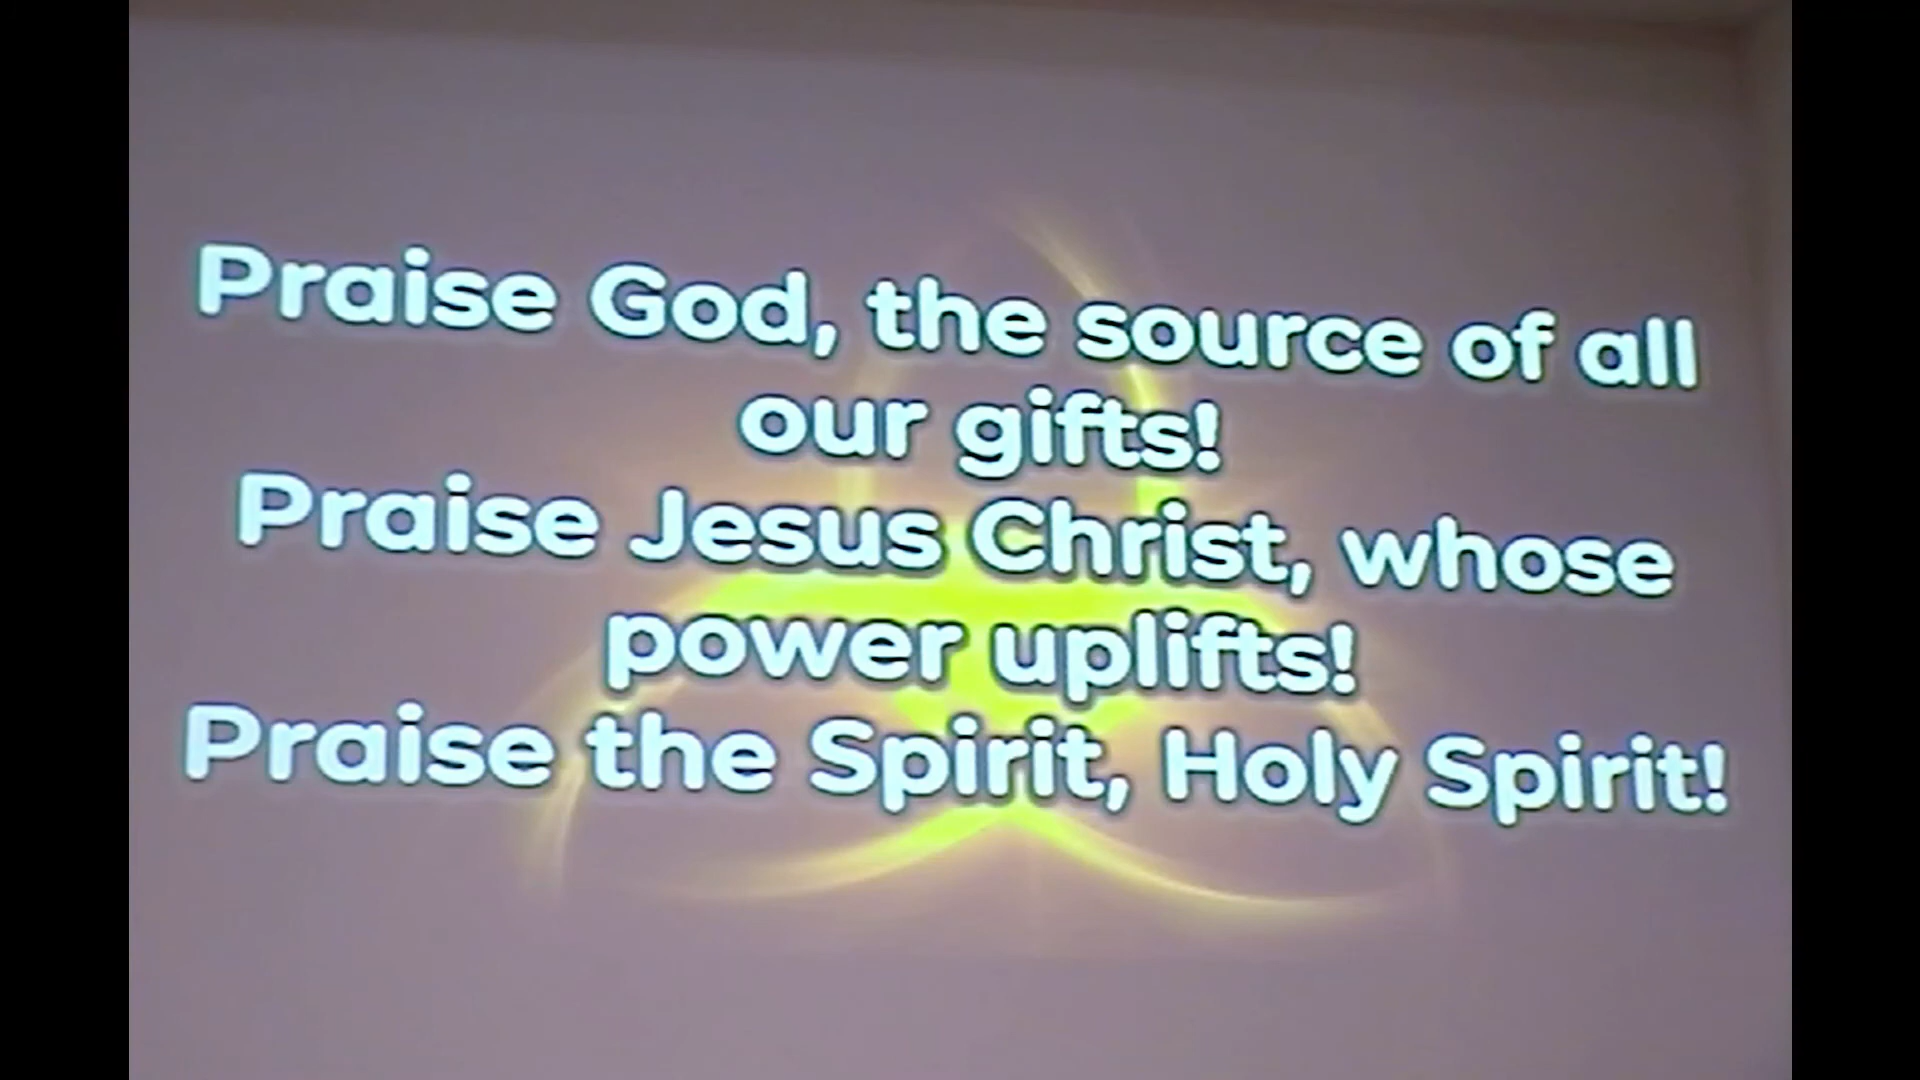 Praise God, the source of all
our gifts!
Praise Jesus Christ, whose
power uplifts!
Praise the Spirit, Holy Spirit!